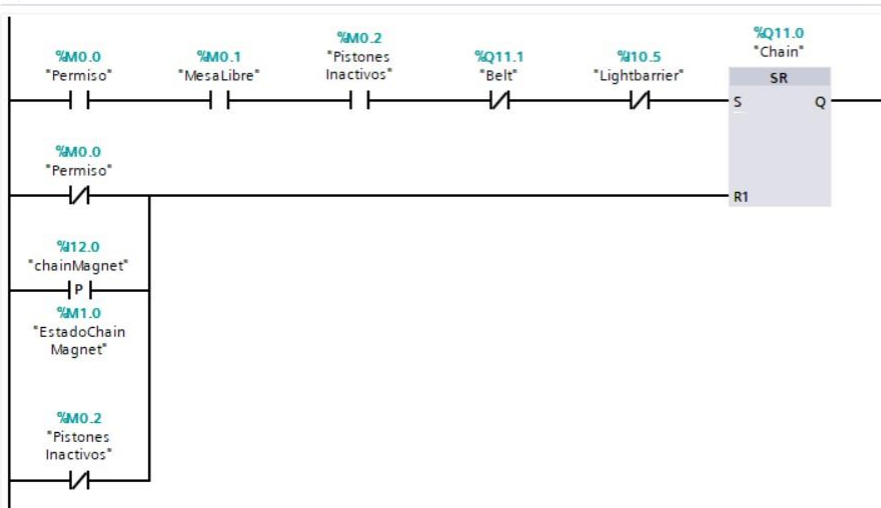 %Q11.0
"Chain"
SR
S
Q
R1
%M0.0
"Permiso"
%M0.1
"MesaLibre"
%M0.2
"Pistones
Inactivos"
%Q11.1
"Belt"
%I10.5
"Lightbarrier"
%M0.0
"Permiso"
%I12.0
"chainMagnet"
P
%M1.0
"EstadoChain
Magnet"
%M0.2
"Pistones
Inactivos"